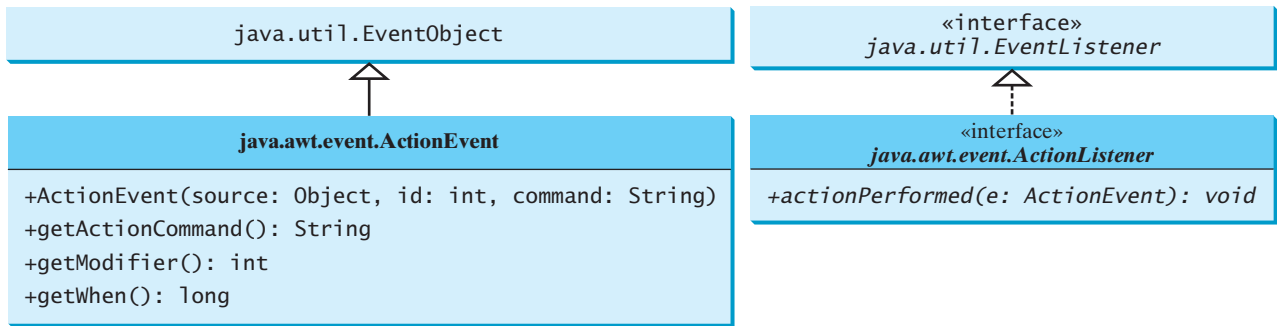 java.util.EventObject
java.awt.event.ActionEvent
+ActionEvent(source: Object, id: int, command: String)
+getActionCommand(): String
+getModifier(): int
+getWhen(): long
«interface»
java.util.EventListener
«interface»
java.awt.event.ActionListener
+actionPerformed(e: ActionEvent): void